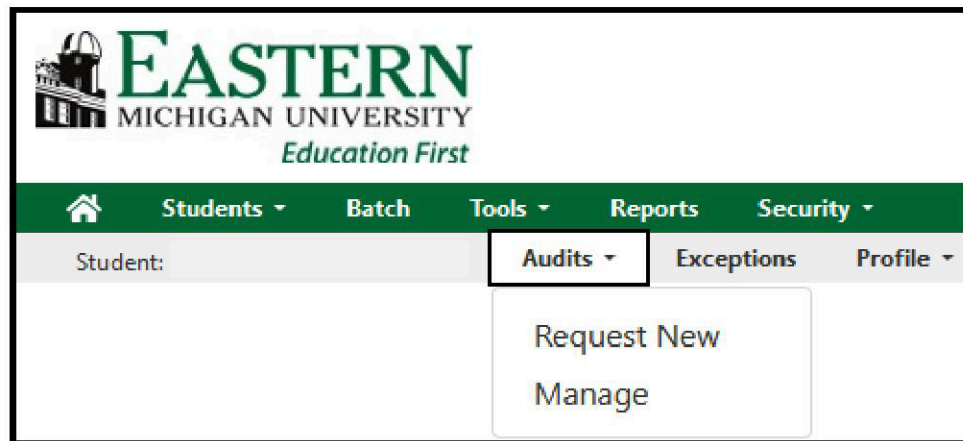 EASTERN
MICHIGAN UNIVERSITY
Education First
Students Batch Tools Reports Security
Student: Audits Exceptions Profile
Request New
Manage